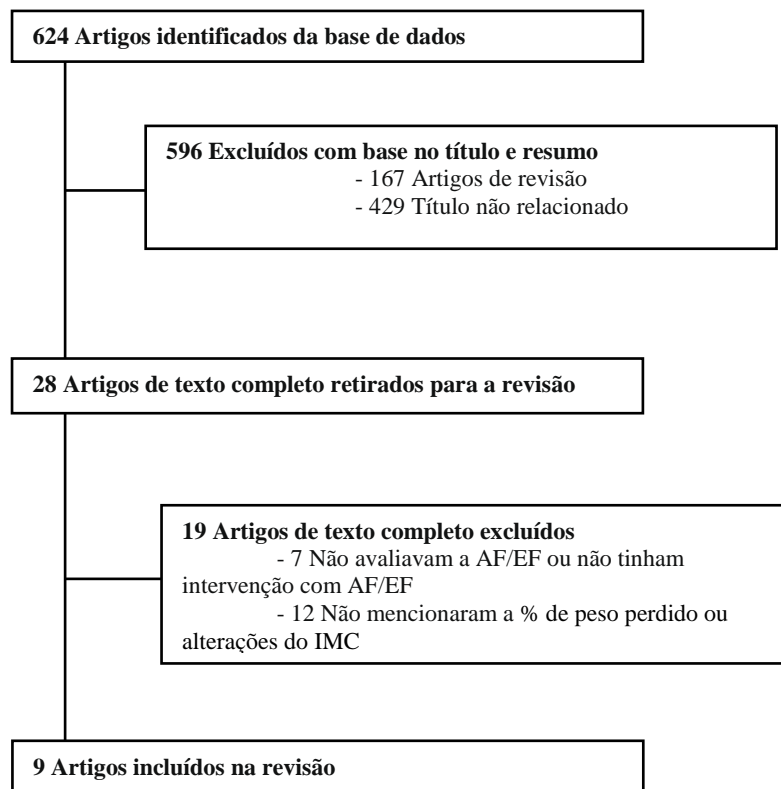 624 Artigos identificados da base de dados
596 Excluídos com base no título e resumo
- 167 Artigos de revisão
- 429 Título não relacionado
28 Artigos de texto completo retirados para a revisão
19 Artigos de texto completo excluídos
- 7 Não avaliavam a AF/EF ou não tinham
intervenção com AF/EF
- 12 Não mencionaram a % de peso perdido ou
alterações do IMC
9 Artigos incluídos na revisão